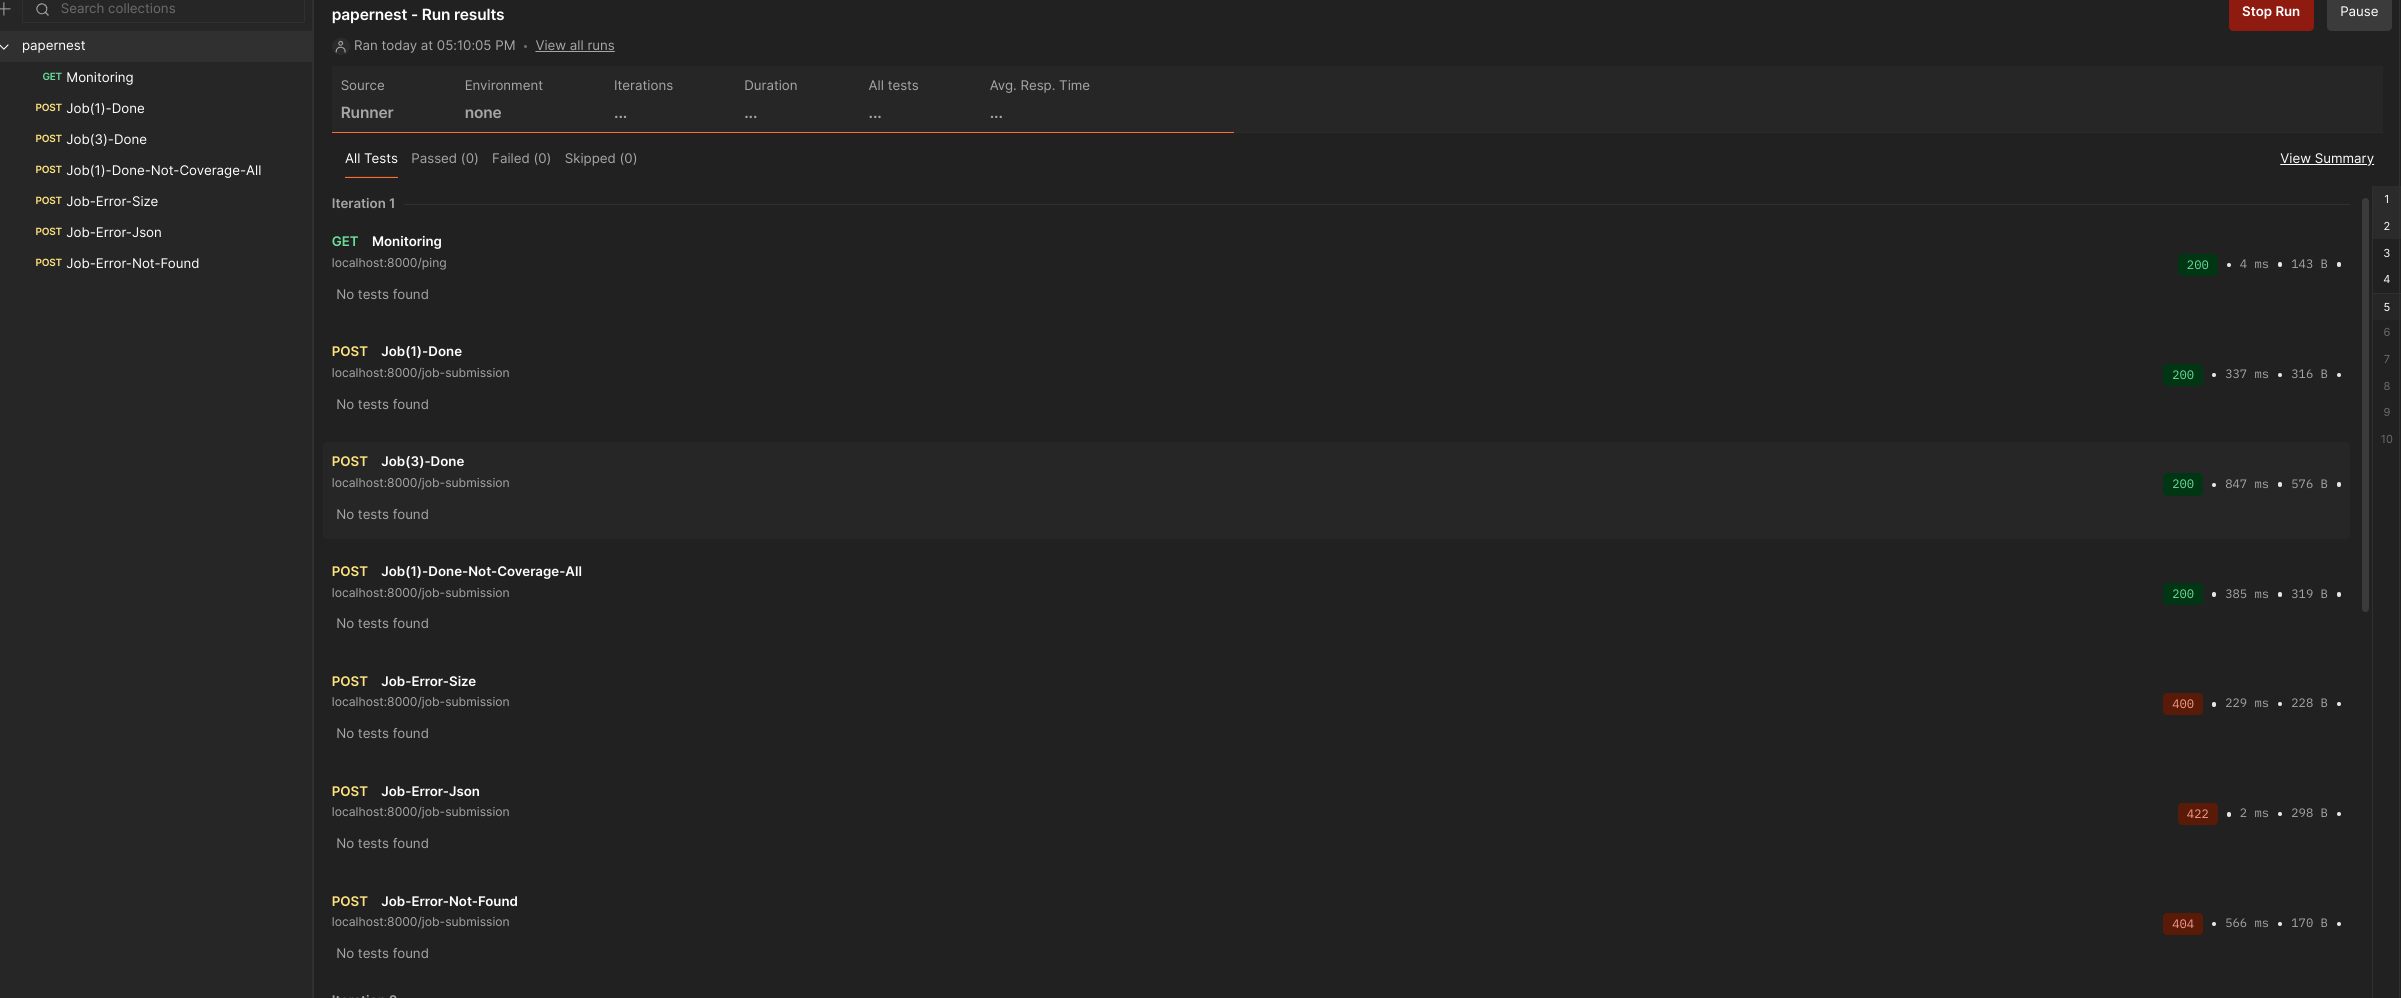 Search collections
papernest
GET Monitoring
POST Job(1)-Done
POST Job(3)-Done
POST Job(1)-Done-Not-Coverage-All
POST Job-Error-Size
POST Job-Error-Json
POST Job-Error-Not-Found
papernest - Run results
Stop Run
Pause
Ran today at 05:10:05 PM • View all runs
Source Environment Iterations Duration All tests Avg. Resp. Time
Runner none ... ... ... ...
All Tests Passed (0) Failed (0) Skipped (0)
View Summary
Iteration 1
GET Monitoring
localhost:8000/ping
200 • 4 ms • 143 B •
No tests found
POST Job(1)-Done
localhost:8000/job-submission
200 • 337 ms • 316 B •
No tests found
POST Job(3)-Done
localhost:8000/job-submission
200 • 847 ms • 576 B •
No tests found
POST Job(1)-Done-Not-Coverage-All
localhost:8000/job-submission
200 • 385 ms • 319 B •
No tests found
POST Job-Error-Size
localhost:8000/job-submission
400 • 229 ms • 228 B •
No tests found
POST Job-Error-Json
localhost:8000/job-submission
422 • 2 ms • 298 B •
No tests found
POST Job-Error-Not-Found
localhost:8000/job-submission
404 • 566 ms • 170 B •
No tests found
1
2
3
4
5
6
7
8
9
10